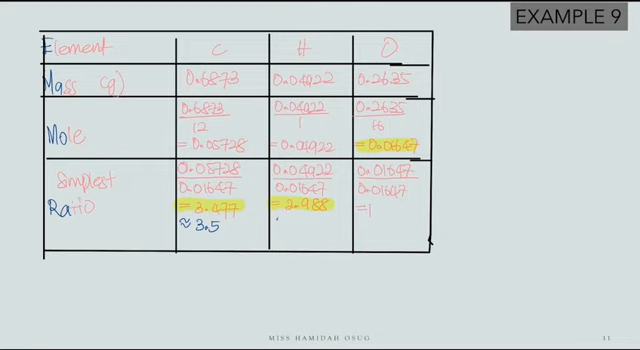 EXAMPLE 9
Element C H O
Mass (g) 0.6873 0.04922 0.2635
Mole 0.6873/12 0.04922/1 0.2635/16
= 0.05728 = 0.04922 = 0.01647
Simplest Ratio 0.05728/0.01647 0.04922/0.01647 0.01647/0.01647
= 3.477 = 2.988 = 1
≈ 3.5
MISS HAMIDAH OSUG 11